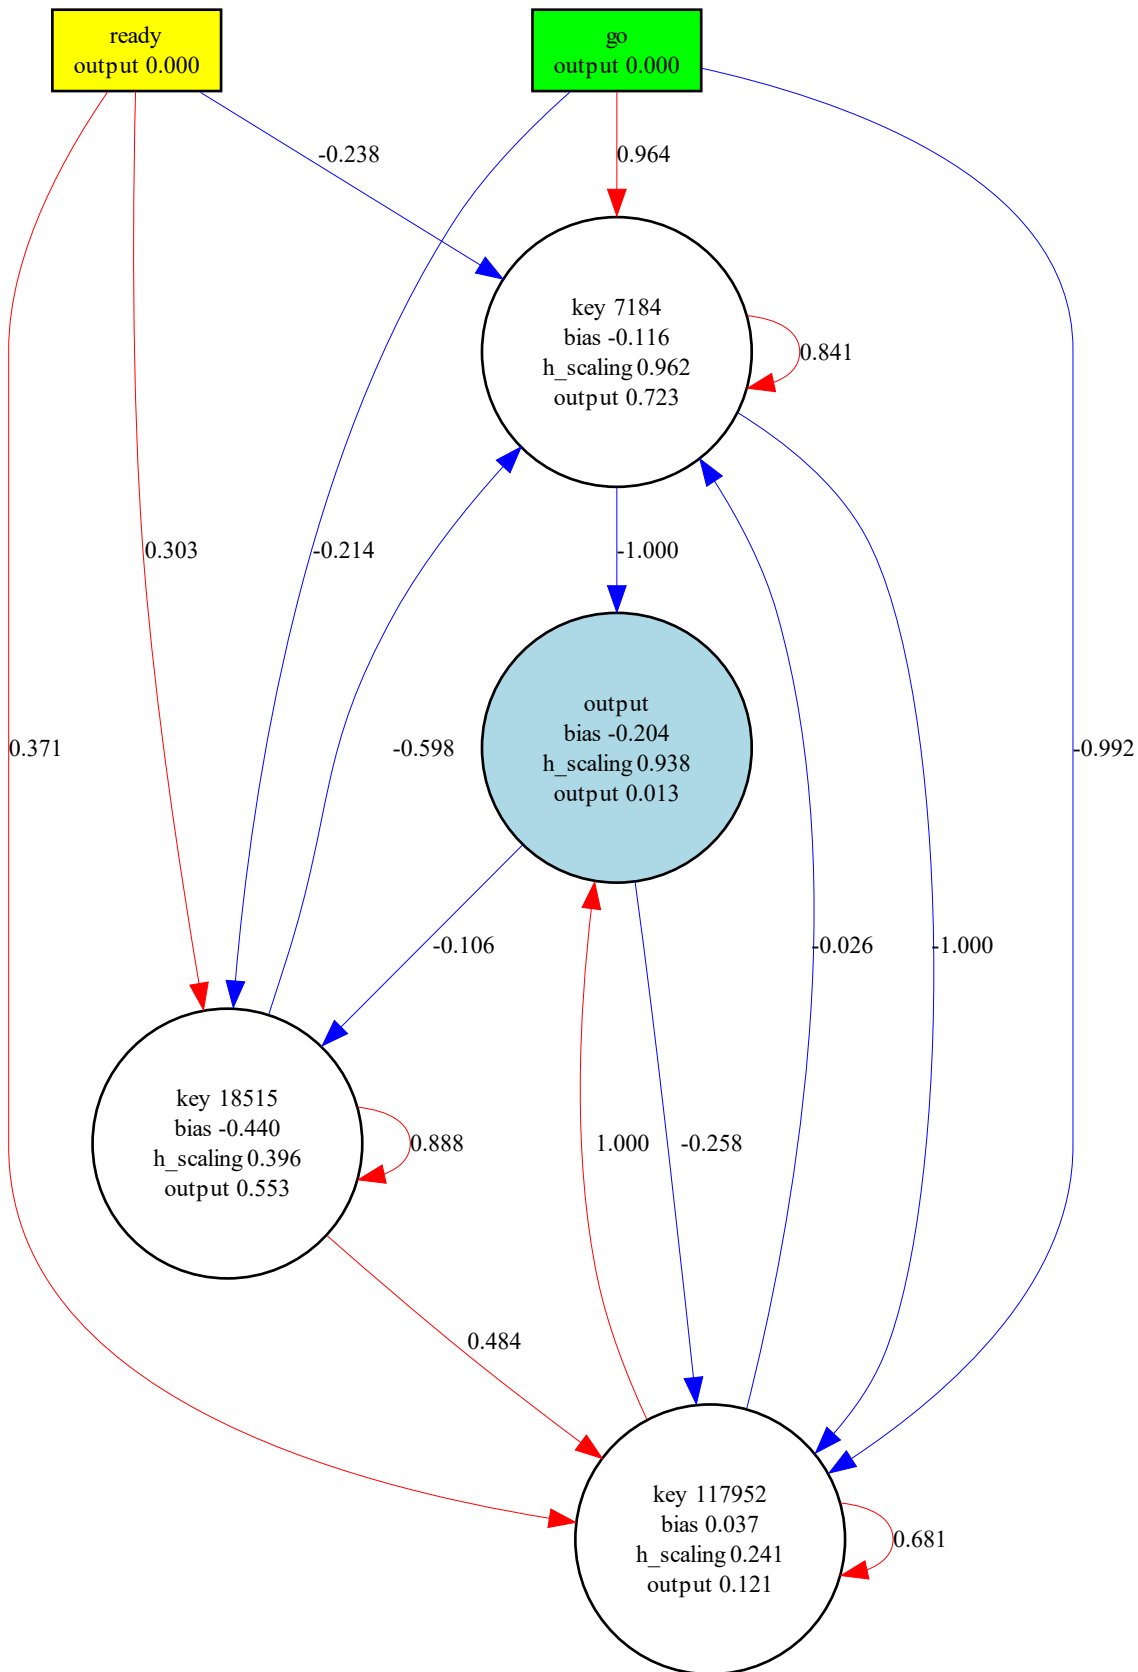 ready
output 0.000
go
output 0.000
-0.238
0.964
key 7184
bias -0.116
h_scaling 0.962
output 0.723
0.841
0.303
-0.214
-1.000
output
bias -0.204
h_scaling 0.938
output 0.013
0.371
-0.598
-0.992
-0.106
-0.026
-1.000
key 18515
bias -0.440
h_scaling 0.396
output 0.553
0.888
1.000
-0.258
0.484
key 117952
bias 0.037
h_scaling 0.241
output 0.121
0.681